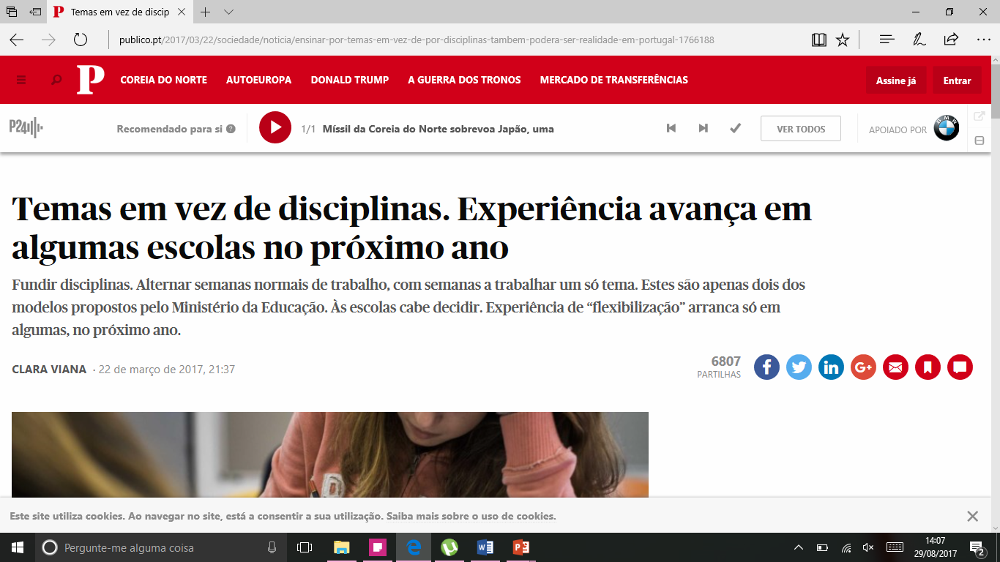 Temas em vez de discip
publico.pt/2017/03/22/sociedade/noticia/ensinar-por-temas-em-vez-de-por-disciplinas-tambem-podera-ser-realidade-em-portugal-1766188
P COREIA DO NORTE AUTOEUROPA DONALD TRUMP A GUERRA DOS TRONOS MERCADO DE TRANSFERÊNCIAS Assine já Entrar
P24 Recomendado para si ? 1/1 Míssil da Coreia do Norte sobrevoa Japão, uma VER TODOS APOIADO POR BMW
Temas em vez de disciplinas. Experiência avança em
algumas escolas no próximo ano
Fundir disciplinas. Alternar semanas normais de trabalho, com semanas a trabalhar um só tema. Estes são apenas dois dos
modelos propostos pelo Ministério da Educação. Às escolas cabe decidir. Experiência de “flexibilização” arranca só em
algumas, no próximo ano.
CLARA VIANA · 22 de março de 2017, 21:37
6807
PARTILHAS
Este site utiliza cookies. Ao navegar no site, está a consentir a sua utilização. Saiba mais sobre o uso de cookies.
Pergunte-me alguma coisa
14:07
29/08/2017
2